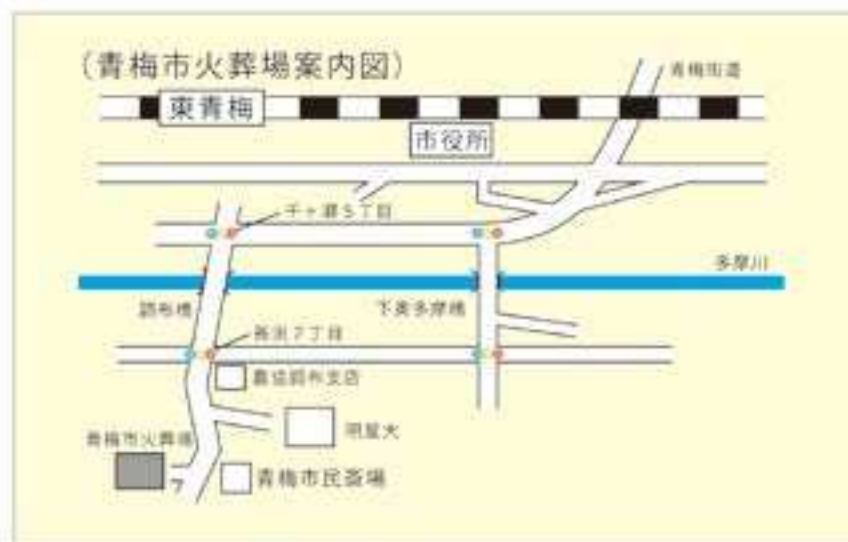 (青梅市火葬場案内図)
青梅街道
東青梅
市役所
千ヶ瀬5丁目
多摩川
調布橋
下奥多摩橋
長渕7丁目
農協調布支店
明星大
青梅市火葬場
青梅市民斎場